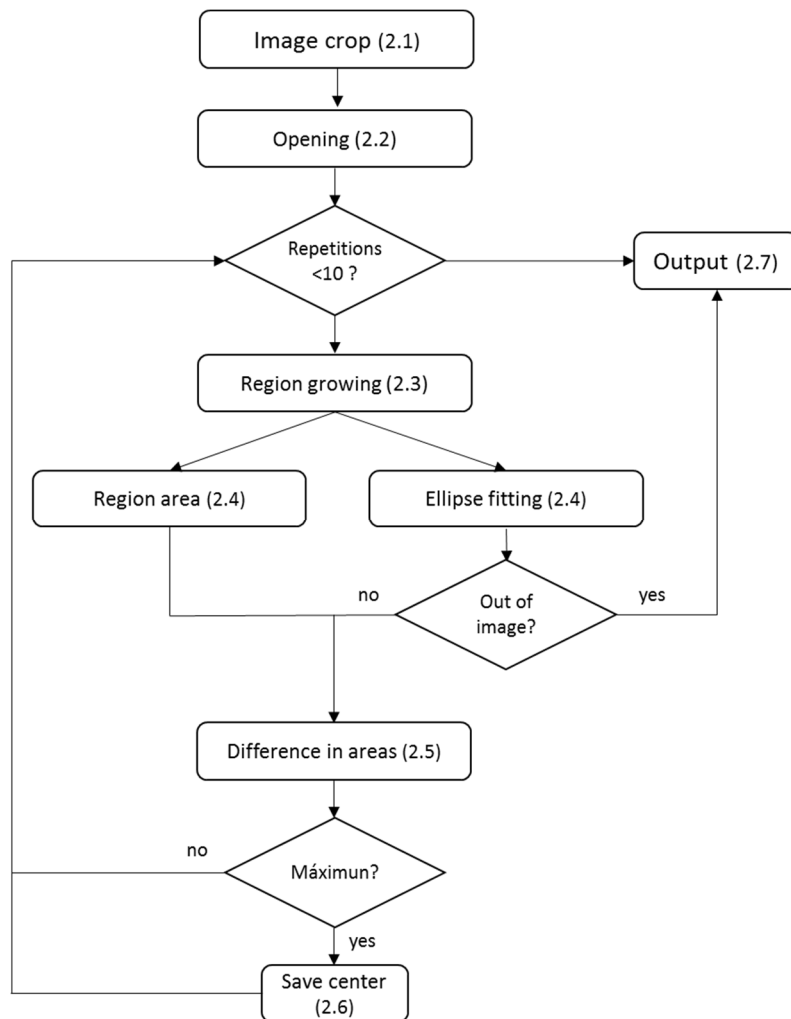 Image crop (2.1)
Opening (2.2)
Repetitions
<10 ?
Output (2.7)
Region growing (2.3)
Region area (2.4)
Ellipse fitting (2.4)
no
Out of
image?
yes
Difference in areas (2.5)
no
Máximun?
yes
Save center
(2.6)